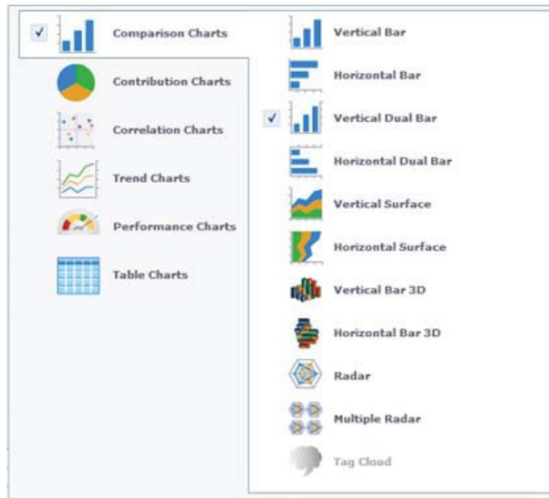 Comparison Charts
Contribution Charts
Correlation Charts
Trend Charts
Performance Charts
Table Charts
Vertical Bar
Horizontal Bar
Vertical Dual Bar
Horizontal Dual Bar
Vertical Surface
Horizontal Surface
Vertical Bar 3D
Horizontal Bar 3D
Radar
Multiple Radar
Tag Cloud